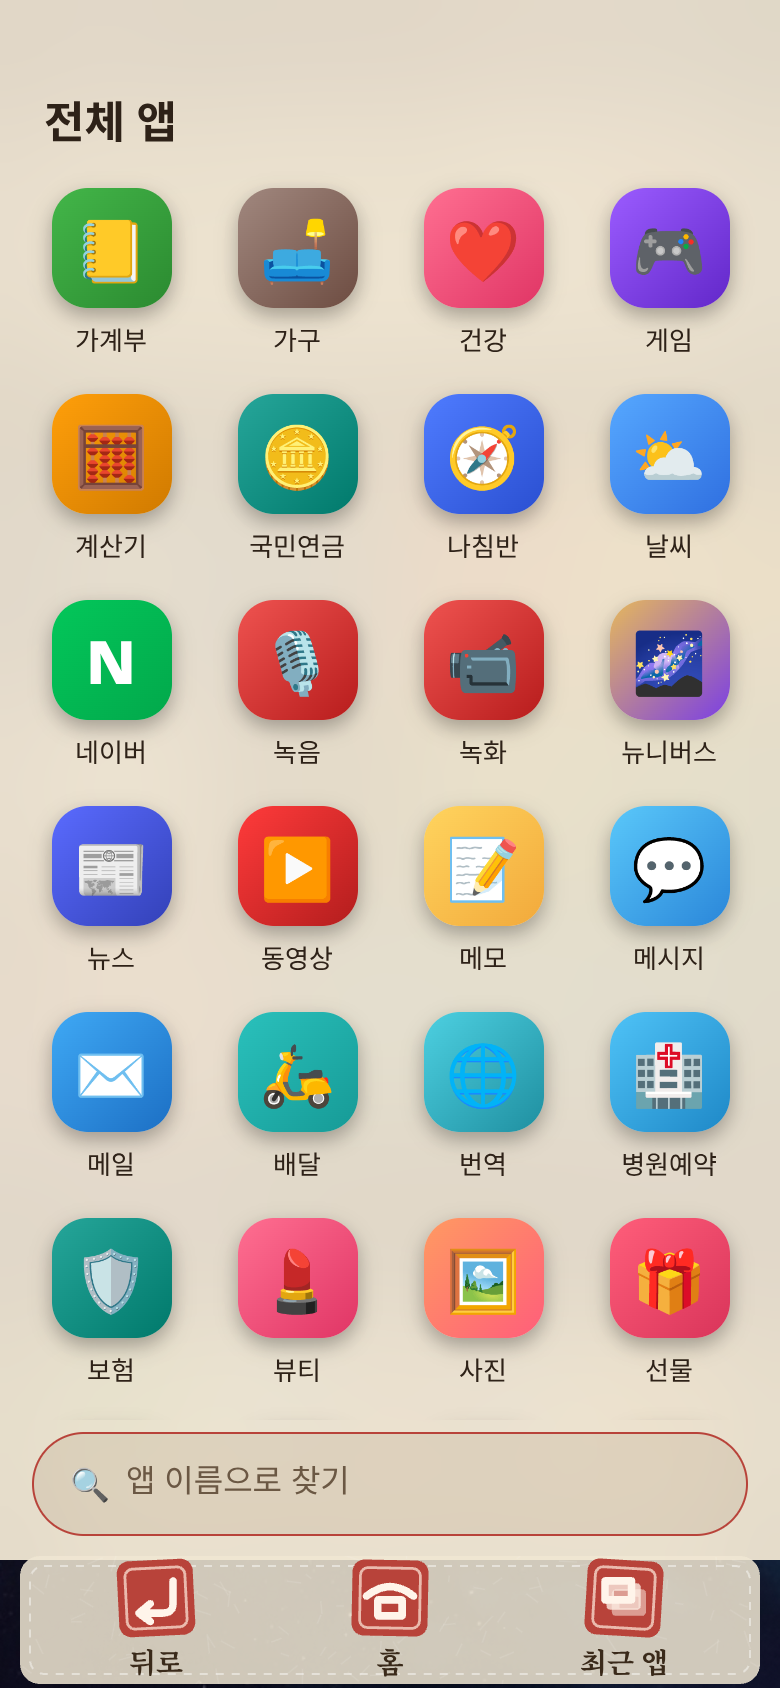 전체 앱
가계부 가구 건강 게임
계산기 국민연금 나침반 날씨
N
네이버 녹음 녹화 뉴니버스
뉴스 동영상 메모 메시지
메일 배달 번역 병원예약
보험 뷰티 사진 선물
앱 이름으로 찾기
뒤로 홈 최근 앱